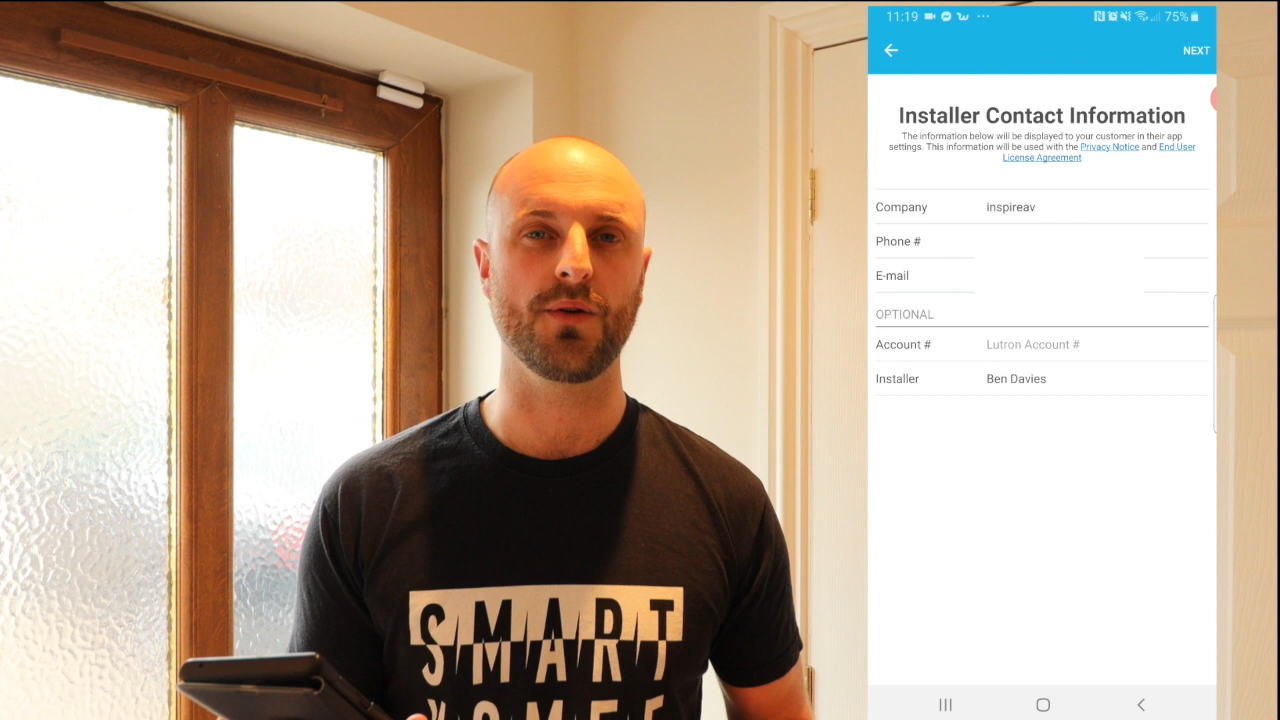 11:19
75%
NEXT
Installer Contact Information
The information below will be displayed to your customer in their app
settings. This information will be used with the Privacy Notice and End User
License Agreement
Company inspireav
Phone #
E-mail
OPTIONAL
Account # Lutron Account #
Installer Ben Davies
SMART
HOMES